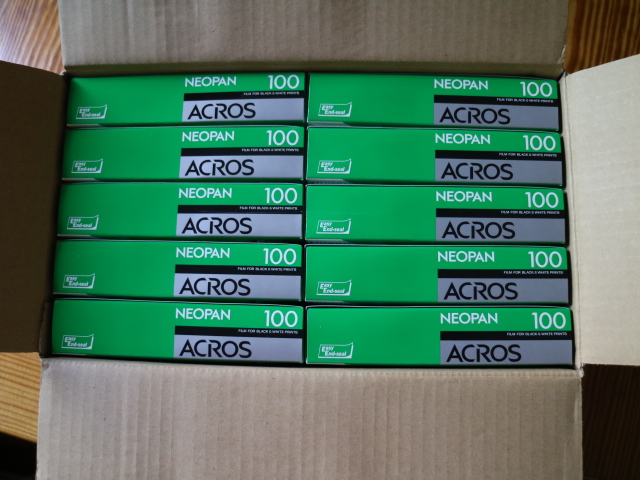 NEOPAN 100
FILM FOR BLACK & WHITE PRINTS
Easy End-seal
ACROS
NEOPAN 100
FILM FOR BLACK & WHITE PRINTS
Easy End-seal
ACROS
NEOPAN 100
FILM FOR BLACK & WHITE PRINTS
Easy End-seal
ACROS
NEOPAN 100
FILM FOR BLACK & WHITE PRINTS
Easy End-seal
ACROS
NEOPAN 100
FILM FOR BLACK & WHITE PRINTS
Easy End-seal
ACROS
NEOPAN 100
FILM FOR BLACK & WHITE PRINTS
Easy End-seal
ACROS
NEOPAN 100
FILM FOR BLACK & WHITE PRINTS
Easy End-seal
ACROS
NEOPAN 100
FILM FOR BLACK & WHITE PRINTS
Easy End-seal
ACROS
NEOPAN 100
FILM FOR BLACK & WHITE PRINTS
Easy End-seal
ACROS
NEOPAN 100
FILM FOR BLACK & WHITE PRINTS
Easy End-seal
ACROS